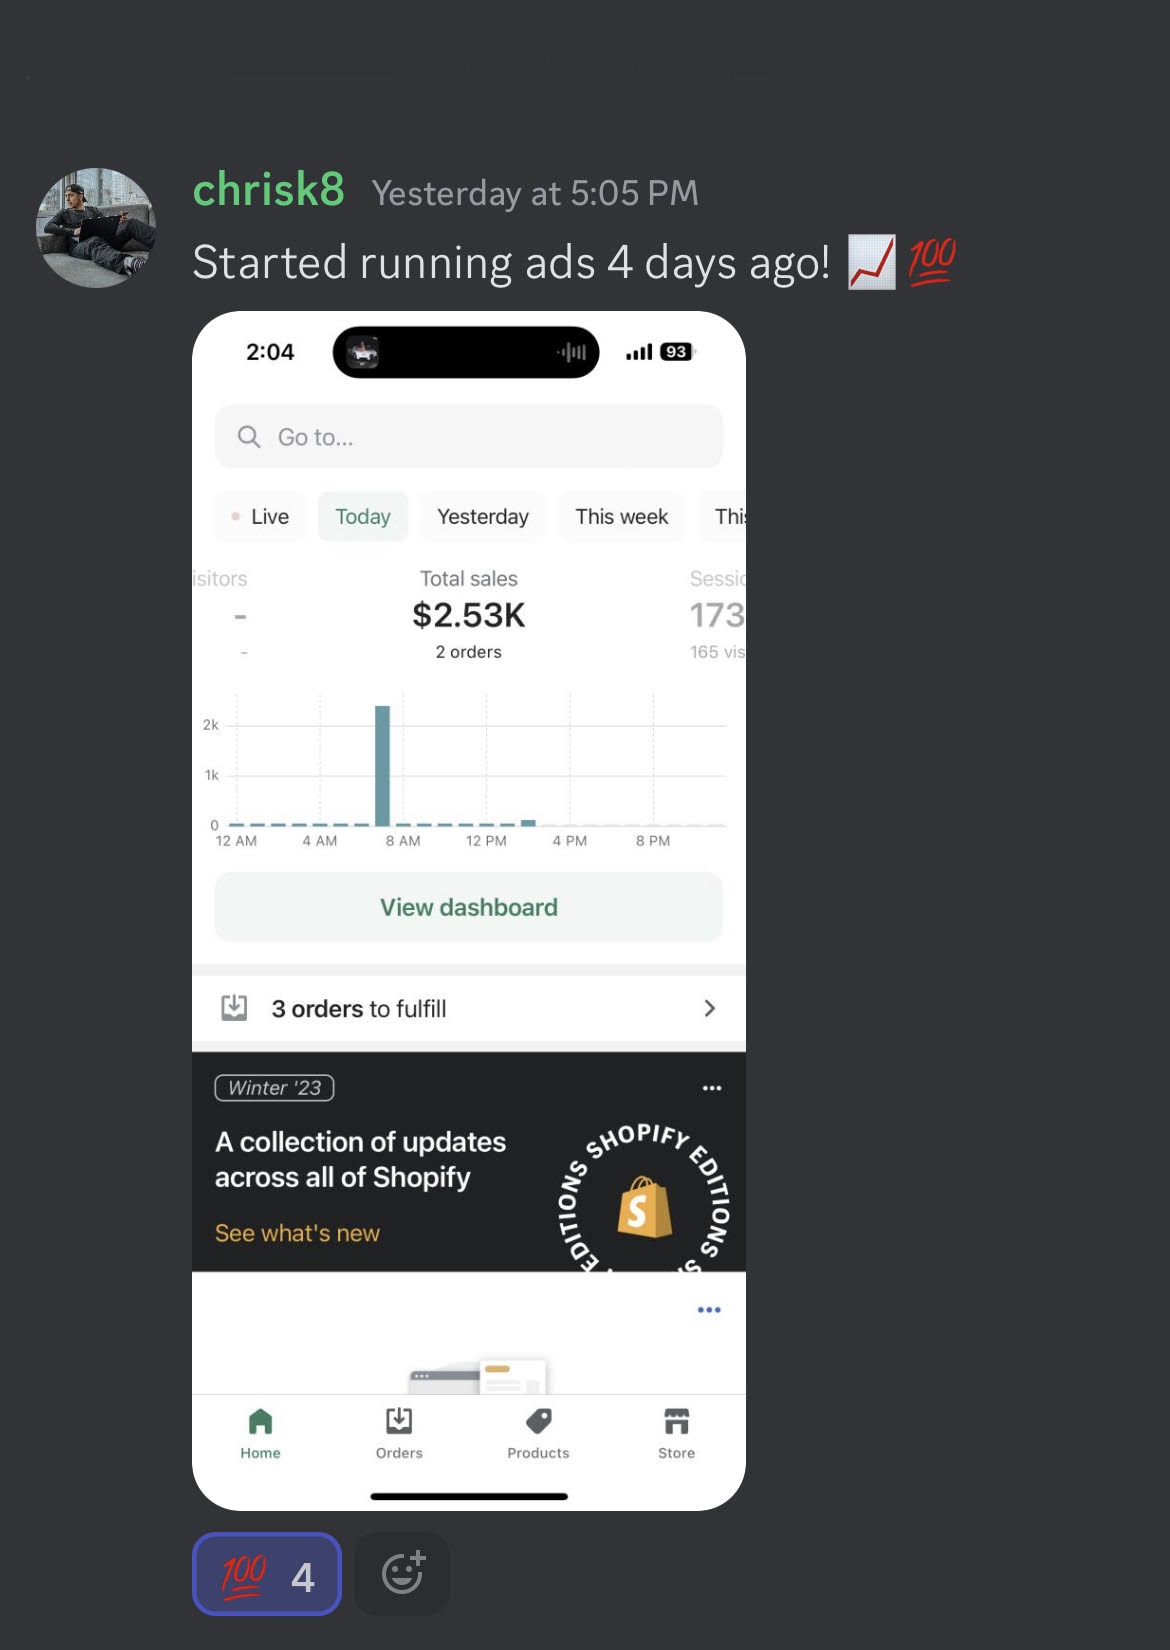 chrisk8 Yesterday at 5:05 PM
Started running ads 4 days ago! 📈 💯
2:04 93
Go to...
Live Today Yesterday This week This
isitors Total sales Sessio
- $2.53K 173
- 2 orders 165 vis
2k
1k
0
12 AM 4 AM 8 AM 12 PM 4 PM 8 PM
View dashboard
3 orders to fulfill
Winter '23
A collection of updates
across all of Shopify
See what's new
EDITIONS SHOPIFY EDITIONS S
Home Orders Products Store
💯 4